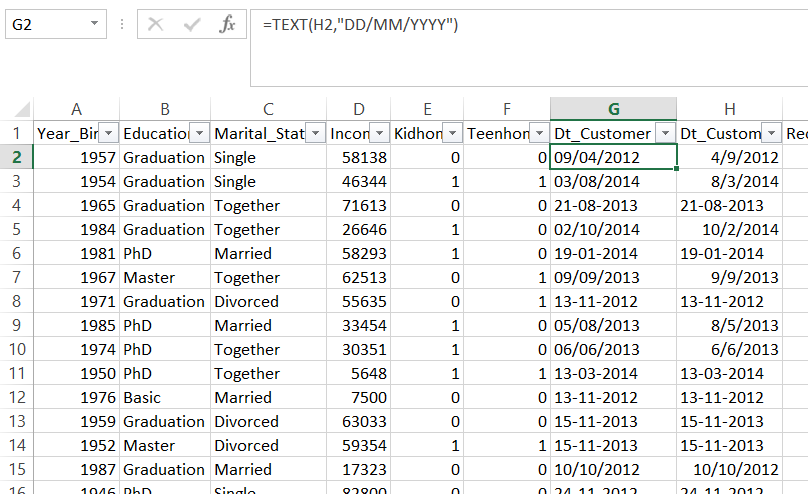 G2 fx =TEXT(H2,"DD/MM/YYYY")
A B C D E F G H
1 Year_Bir Education Marital_Stat Incon Kidhon Teenhon Dt_Customer Dt_Custom Rec
2 1957 Graduation Single 58138 0 0 09/04/2012 4/9/2012
3 1954 Graduation Single 46344 1 1 03/08/2014 8/3/2014
4 1965 Graduation Together 71613 0 0 21-08-2013 21-08-2013
5 1984 Graduation Together 26646 1 0 02/10/2014 10/2/2014
6 1981 PhD Married 58293 1 0 19-01-2014 19-01-2014
7 1967 Master Together 62513 0 1 09/09/2013 9/9/2013
8 1971 Graduation Divorced 55635 0 1 13-11-2012 13-11-2012
9 1985 PhD Married 33454 1 0 05/08/2013 8/5/2013
10 1974 PhD Together 30351 1 0 06/06/2013 6/6/2013
11 1950 PhD Together 5648 1 1 13-03-2014 13-03-2014
12 1976 Basic Married 7500 0 0 13-11-2012 13-11-2012
13 1959 Graduation Divorced 63033 0 0 15-11-2013 15-11-2013
14 1952 Master Divorced 59354 1 1 15-11-2013 15-11-2013
15 1987 Graduation Married 17323 0 0 10/10/2012 10/10/2012
16 1946 PhD Single 82800 0 0 24-11-2012 24-11-2012